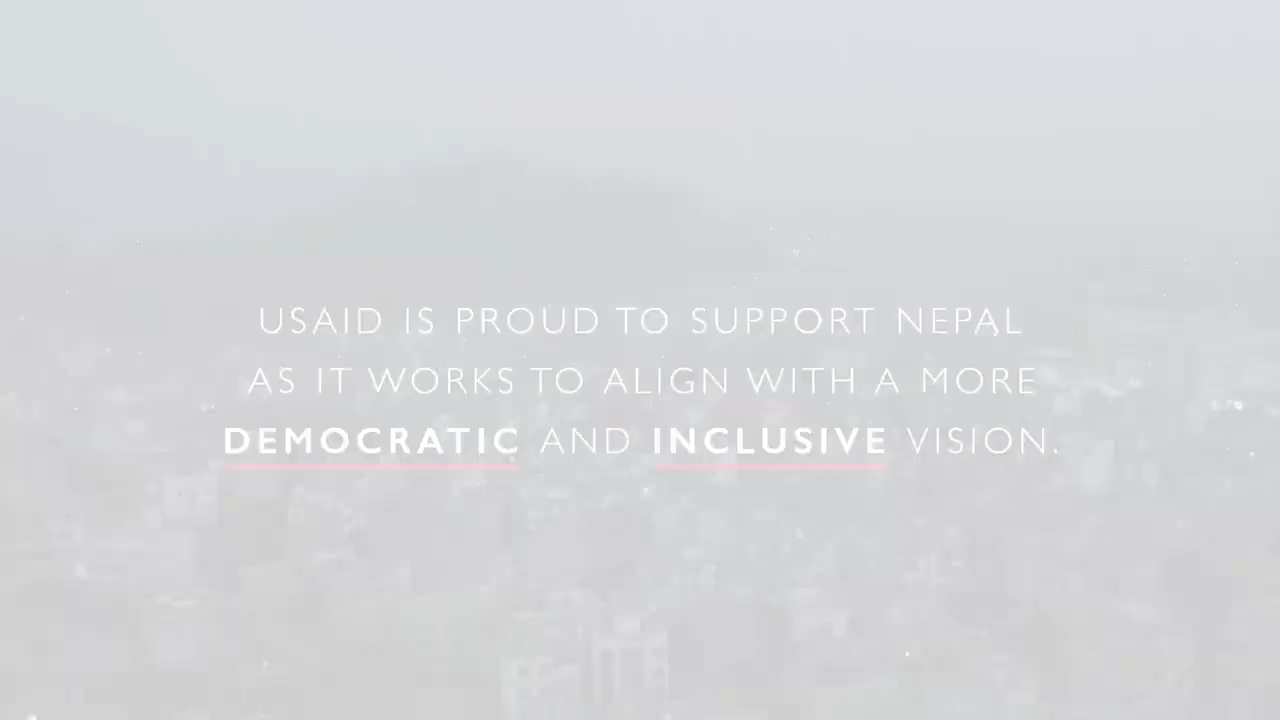 USAID IS PROUD TO SUPPORT NEPAL
AS IT WORKS TO ALIGN WITH A MORE
DEMOCRATIC AND INCLUSIVE VISION.